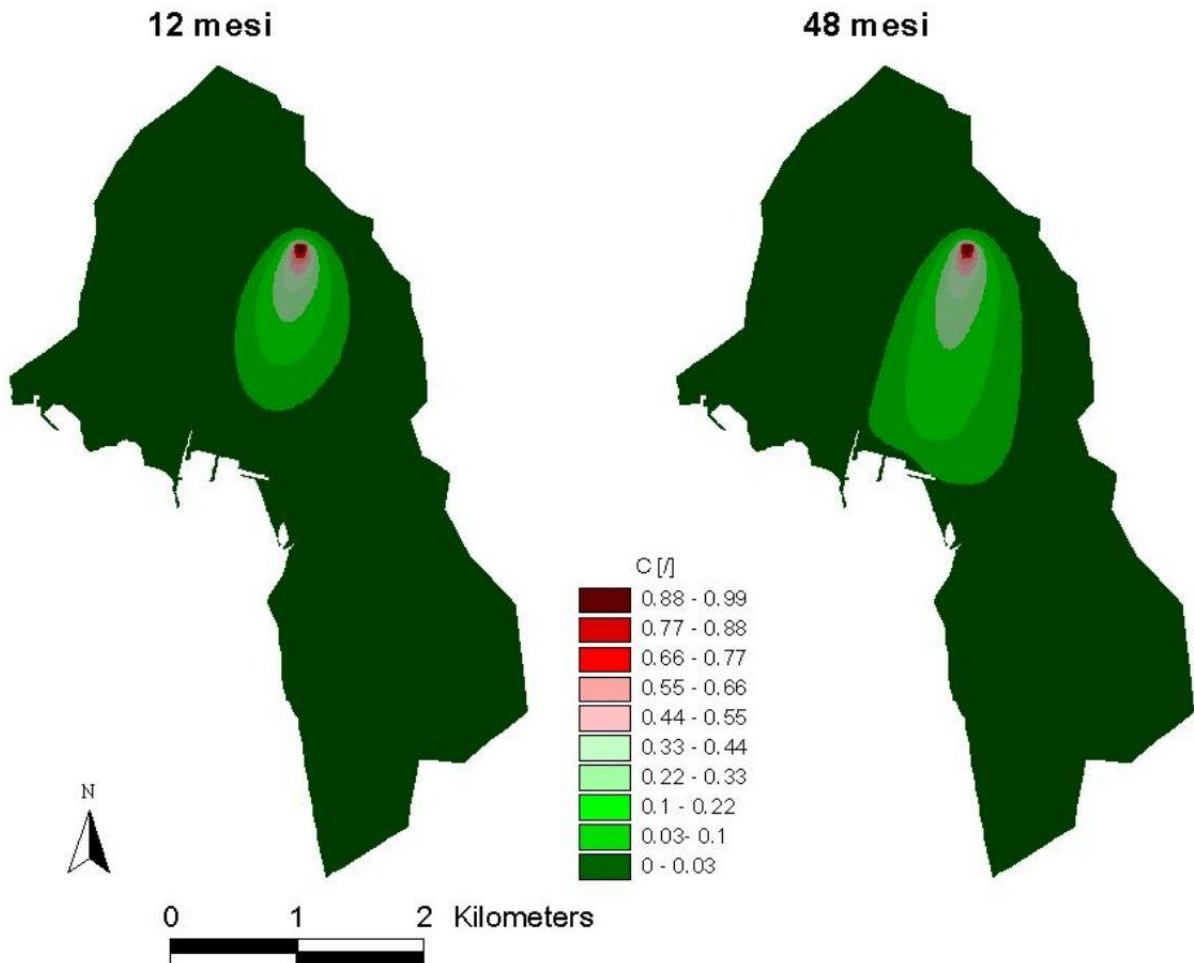 12 mesi
48 mesi
C [/]
0.88 - 0.99
0.77 - 0.88
0.66 - 0.77
0.55 - 0.66
0.44 - 0.55
0.33 - 0.44
0.22 - 0.33
0.1 - 0.22
0.03- 0.1
0 - 0.03
N
0 1 2 Kilometers